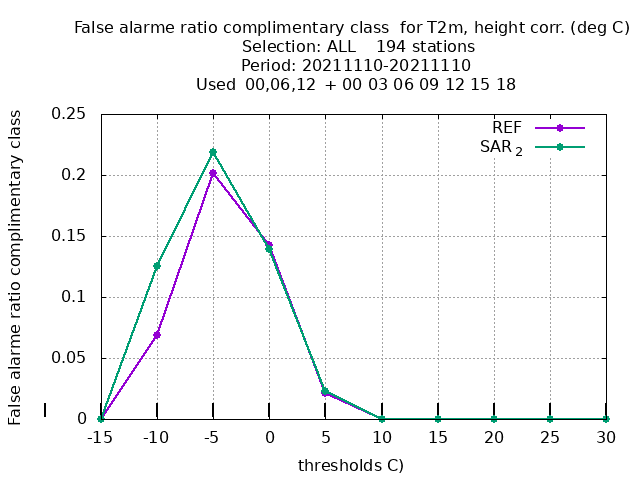 False alarme ratio complimentary class  for T2m, height corr. (deg C)
Selection: ALL    194 stations
Period: 20211110-20211110
Used  00,06,12  + 00 03 06 09 12 15 18
False alarme ratio complimentary class
REF
SAR 2
0.25
0.2
0.15
0.1
0.05
0
-15 -10 -5 0 5 10 15 20 25 30
thresholds C)